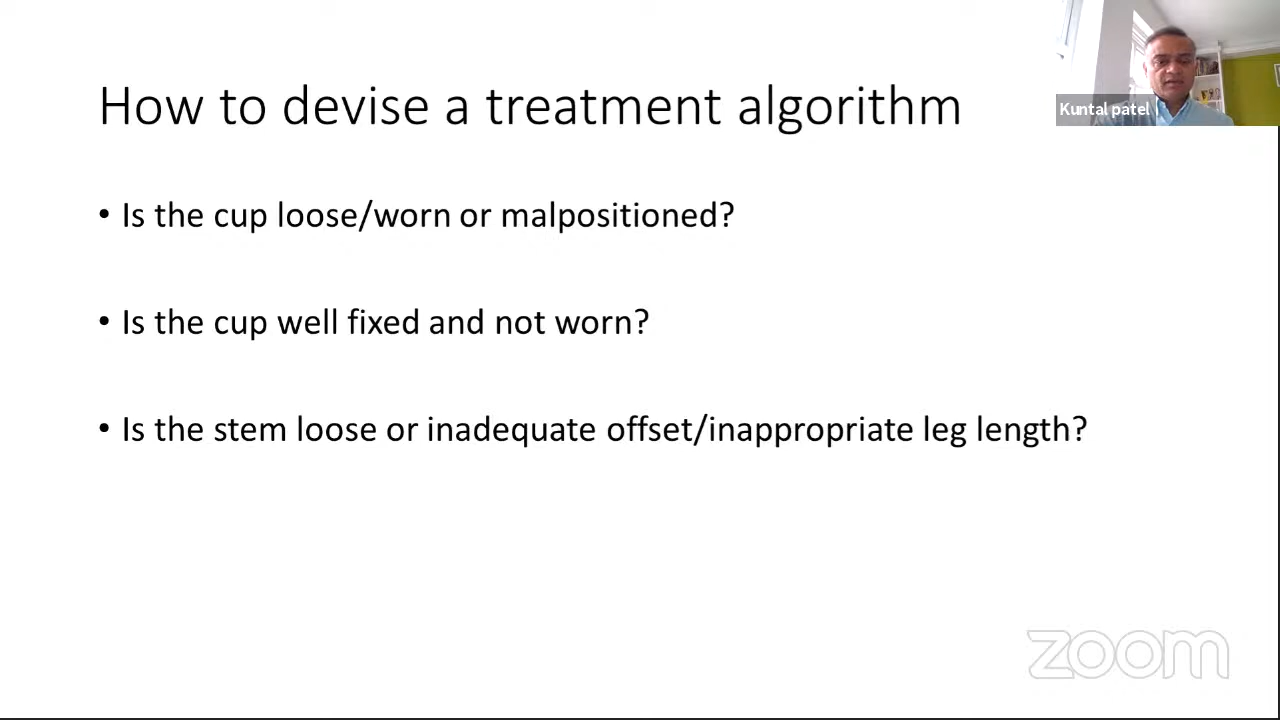 How to devise a treatment algorithm
Kuntal patel
• Is the cup loose/worn or malpositioned?
• Is the cup well fixed and not worn?
• Is the stem loose or inadequate offset/inappropriate leg length?
zoom